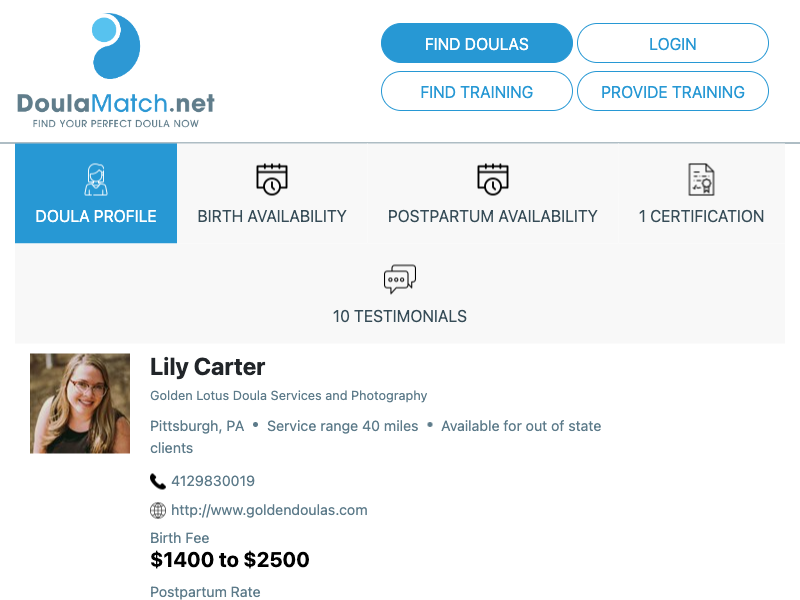 DoulaMatch.net
FIND YOUR PERFECT DOULA NOW
FIND DOULAS
LOGIN
FIND TRAINING
PROVIDE TRAINING
DOULA PROFILE
BIRTH AVAILABILITY
POSTPARTUM AVAILABILITY
1 CERTIFICATION
10 TESTIMONIALS
Lily Carter
Golden Lotus Doula Services and Photography
Pittsburgh, PA • Service range 40 miles • Available for out of state
clients
4129830019
http://www.goldendoulas.com
Birth Fee
$1400 to $2500
Postpartum Rate